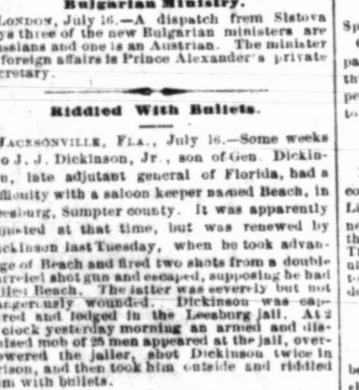 Bulgarian Ministry.
LONDON, July 16.—A dispatch from Sistova
ys three of the new Bulgarian ministers are
ussians and one is an Austrian. The minister
foreign affairs is Prince Alexander's private
cretary.
Riddled With Bullets.
JACKSONVILLE, FLA., July 16.—Some weeks
o J. J. Dickinson, Jr., son of Gen. Dickin-
n, late adjutant general of Florida, had a
fficulty with a saloon keeper named Beach, in
esburg, Sumpter county. It was apparently
justed at that time, but was renewed by
ckinson last Tuesday, when he took advan-
ge of Beach and fired two shots from a double
rreled shot gun and escaped, supposing he had
illed Beach. The latter was severely but not
angerously wounded. Dickinson was cap-
red and lodged in the Leesburg jail. At 2
clock yesterday morning an armed and dis-
uised mob of 25 men appeared at the jail, over-
owered the jailer, shot Dickinson twice in
rison, and then took him outside and riddled
m with bullets.